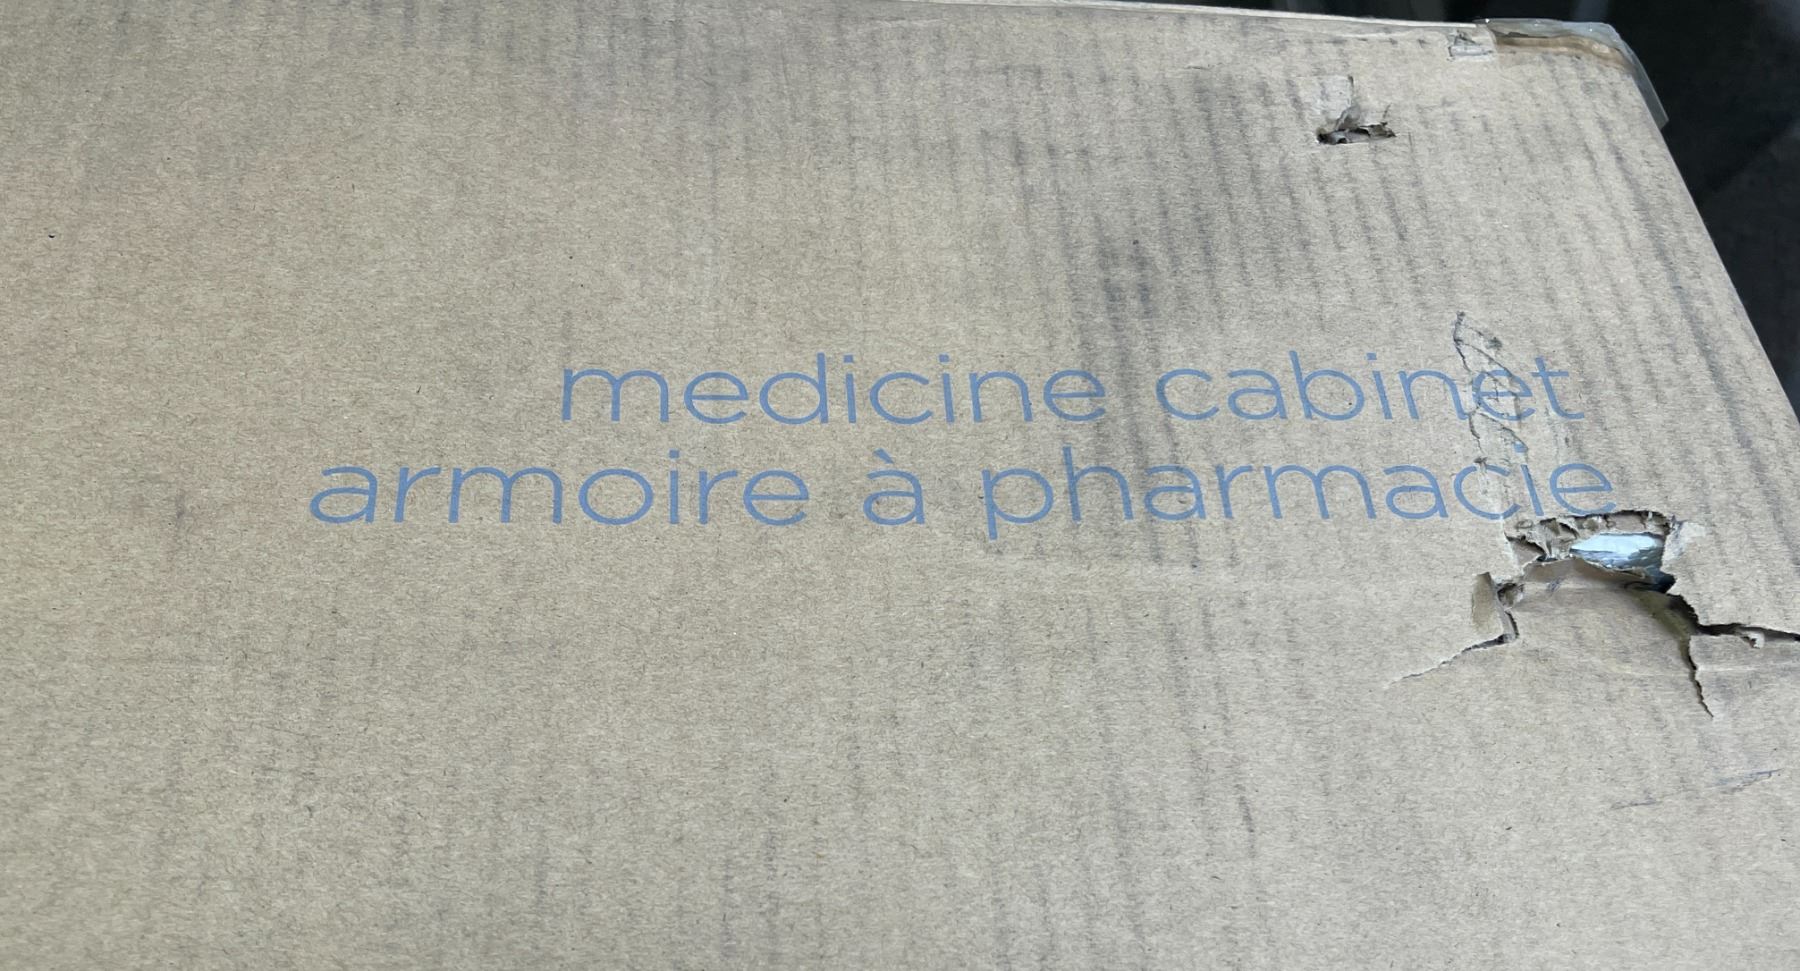 medicine cabinet
armoire à pharmacie